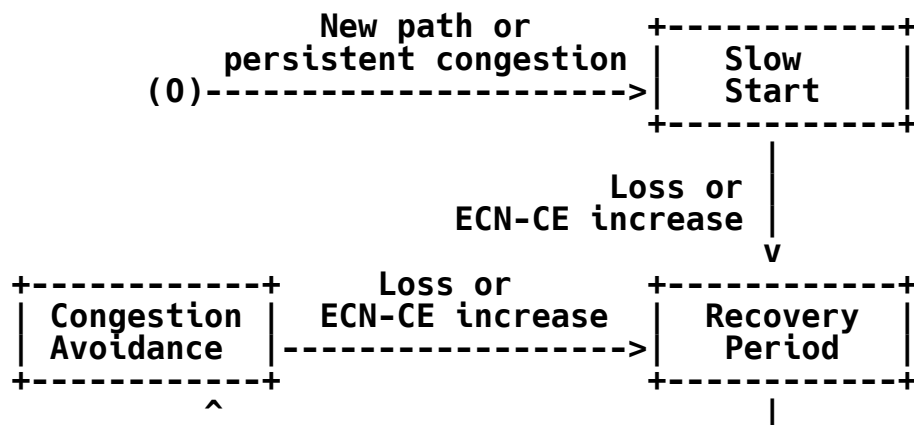 New path or      +------------+
             persistent congestion  |   Slow     |
         (O)----------------------->|   Start    |
                                    +------------+
                                          |
                                  Loss or |
                          ECN-CE increase |
                                          v
 +------------+     Loss or         +------------+
 | Congestion |  ECN-CE increase    |  Recovery  |
 | Avoidance  |-------------------->|   Period   |
 +------------+                     +------------+
           ^                              |